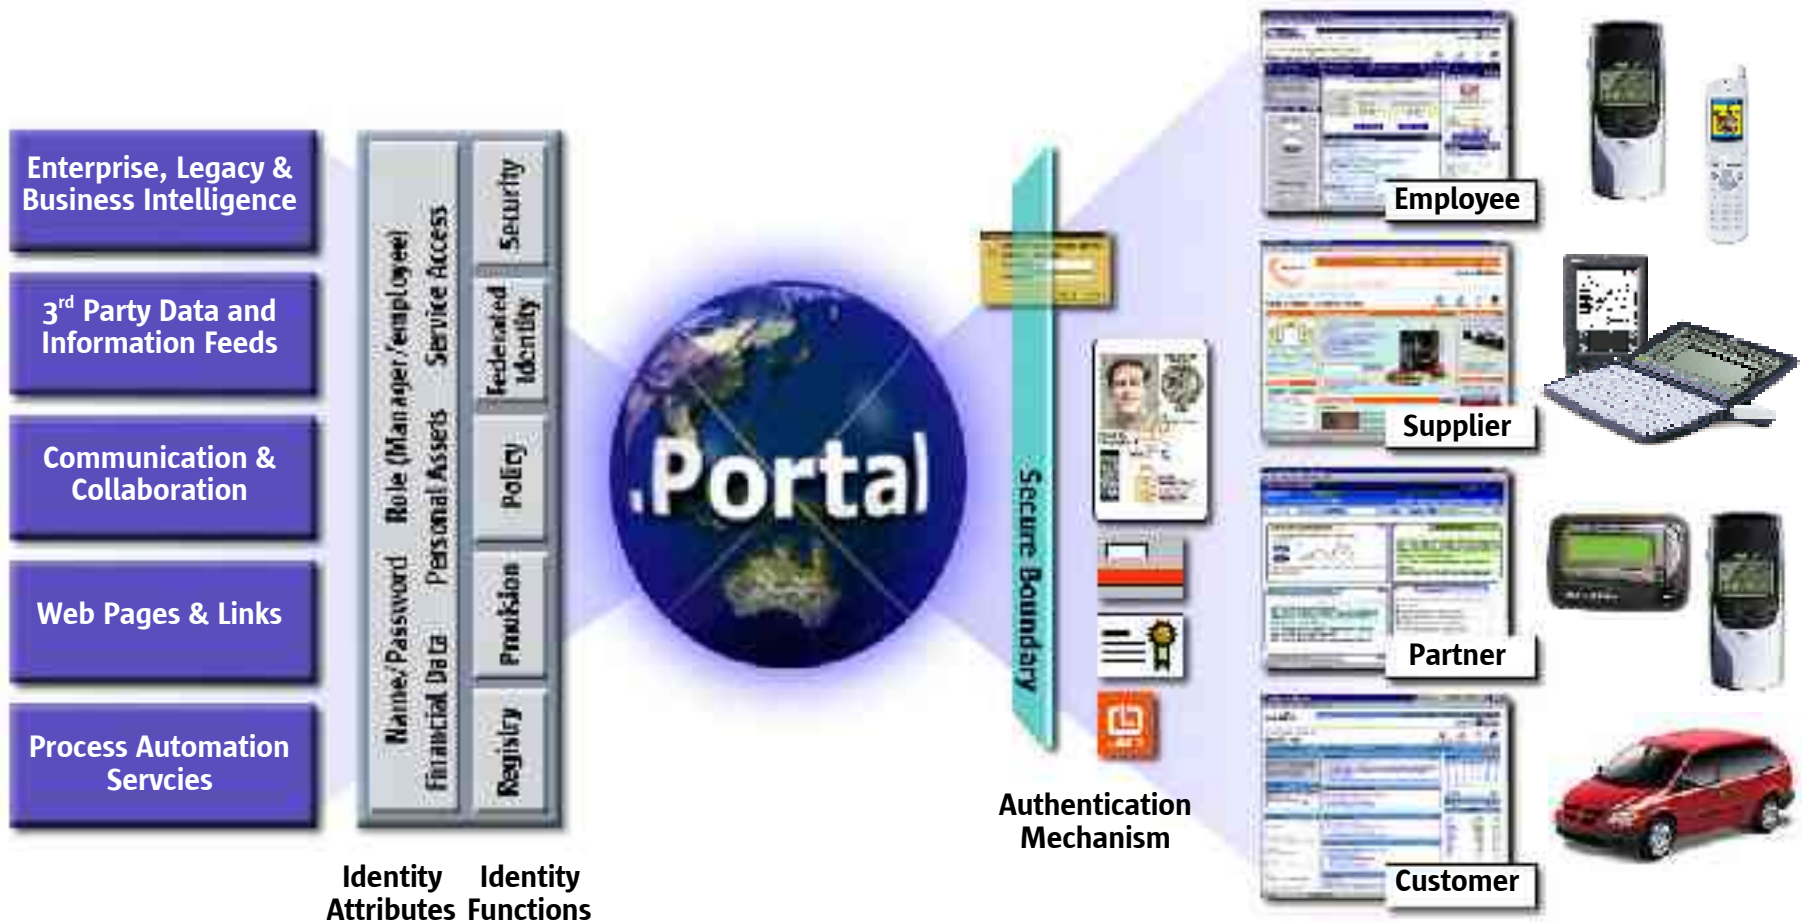 Enterprise, Legacy &
Business Intelligence
3rd Party Data and
Information Feeds
Communication &
Collaboration
Web Pages & Links
Process Automation
Servcies
Name/Password Role (Manager/employee)
Financial Data Personal Assets Service Access
Security
Federated
Identity
Policy
Provision
Registry
Identity
Attributes
Identity
Functions
.Portal
Secure Boundary
Authentication
Mechanism
Employee
Supplier
Partner
Customer